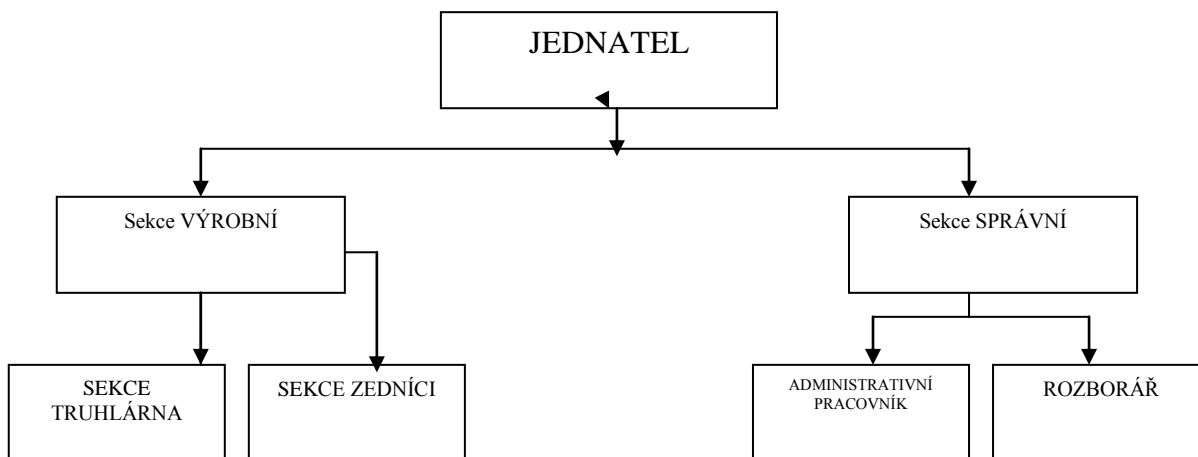 JEDNATEL
Sekce VÝROBNÍ
Sekce SPRÁVNÍ
SEKCE
TRUHLÁRNA
SEKCE ZEDNÍCI
ADMINISTRATIVNÍ
PRACOVNÍK
ROZBORÁŘ